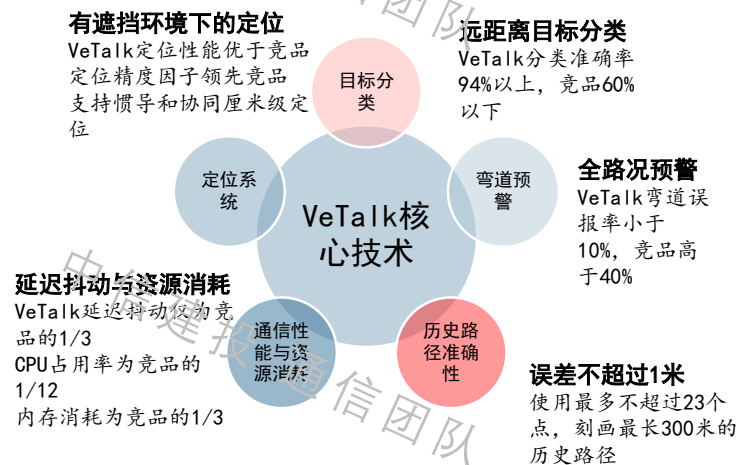 有遮挡环境下的定位
VeTalk定位性能优于竞品
定位精度因子领先竞品
支持惯导和协同厘米级定
位
远距离目标分类
VeTalk分类准确率
94%以上，竞品60%
以下
目标分
类
定位系
统
弯道预
警
VeTalk核
心技术
全路况预警
VeTalk弯道误
报率小于
10%，竞品高
于40%
延迟抖动与资源消耗
VeTalk延迟抖动仅为竞
品的1/3
CPU占用率为竞品的
1/12
内存消耗为竞品的1/3
通信性
能与资
源消耗
历史路
径准确
性
误差不超过1米
使用最多不超过23个
点，刻画最长300米的
历史路径
中信建投通信团队
信团队